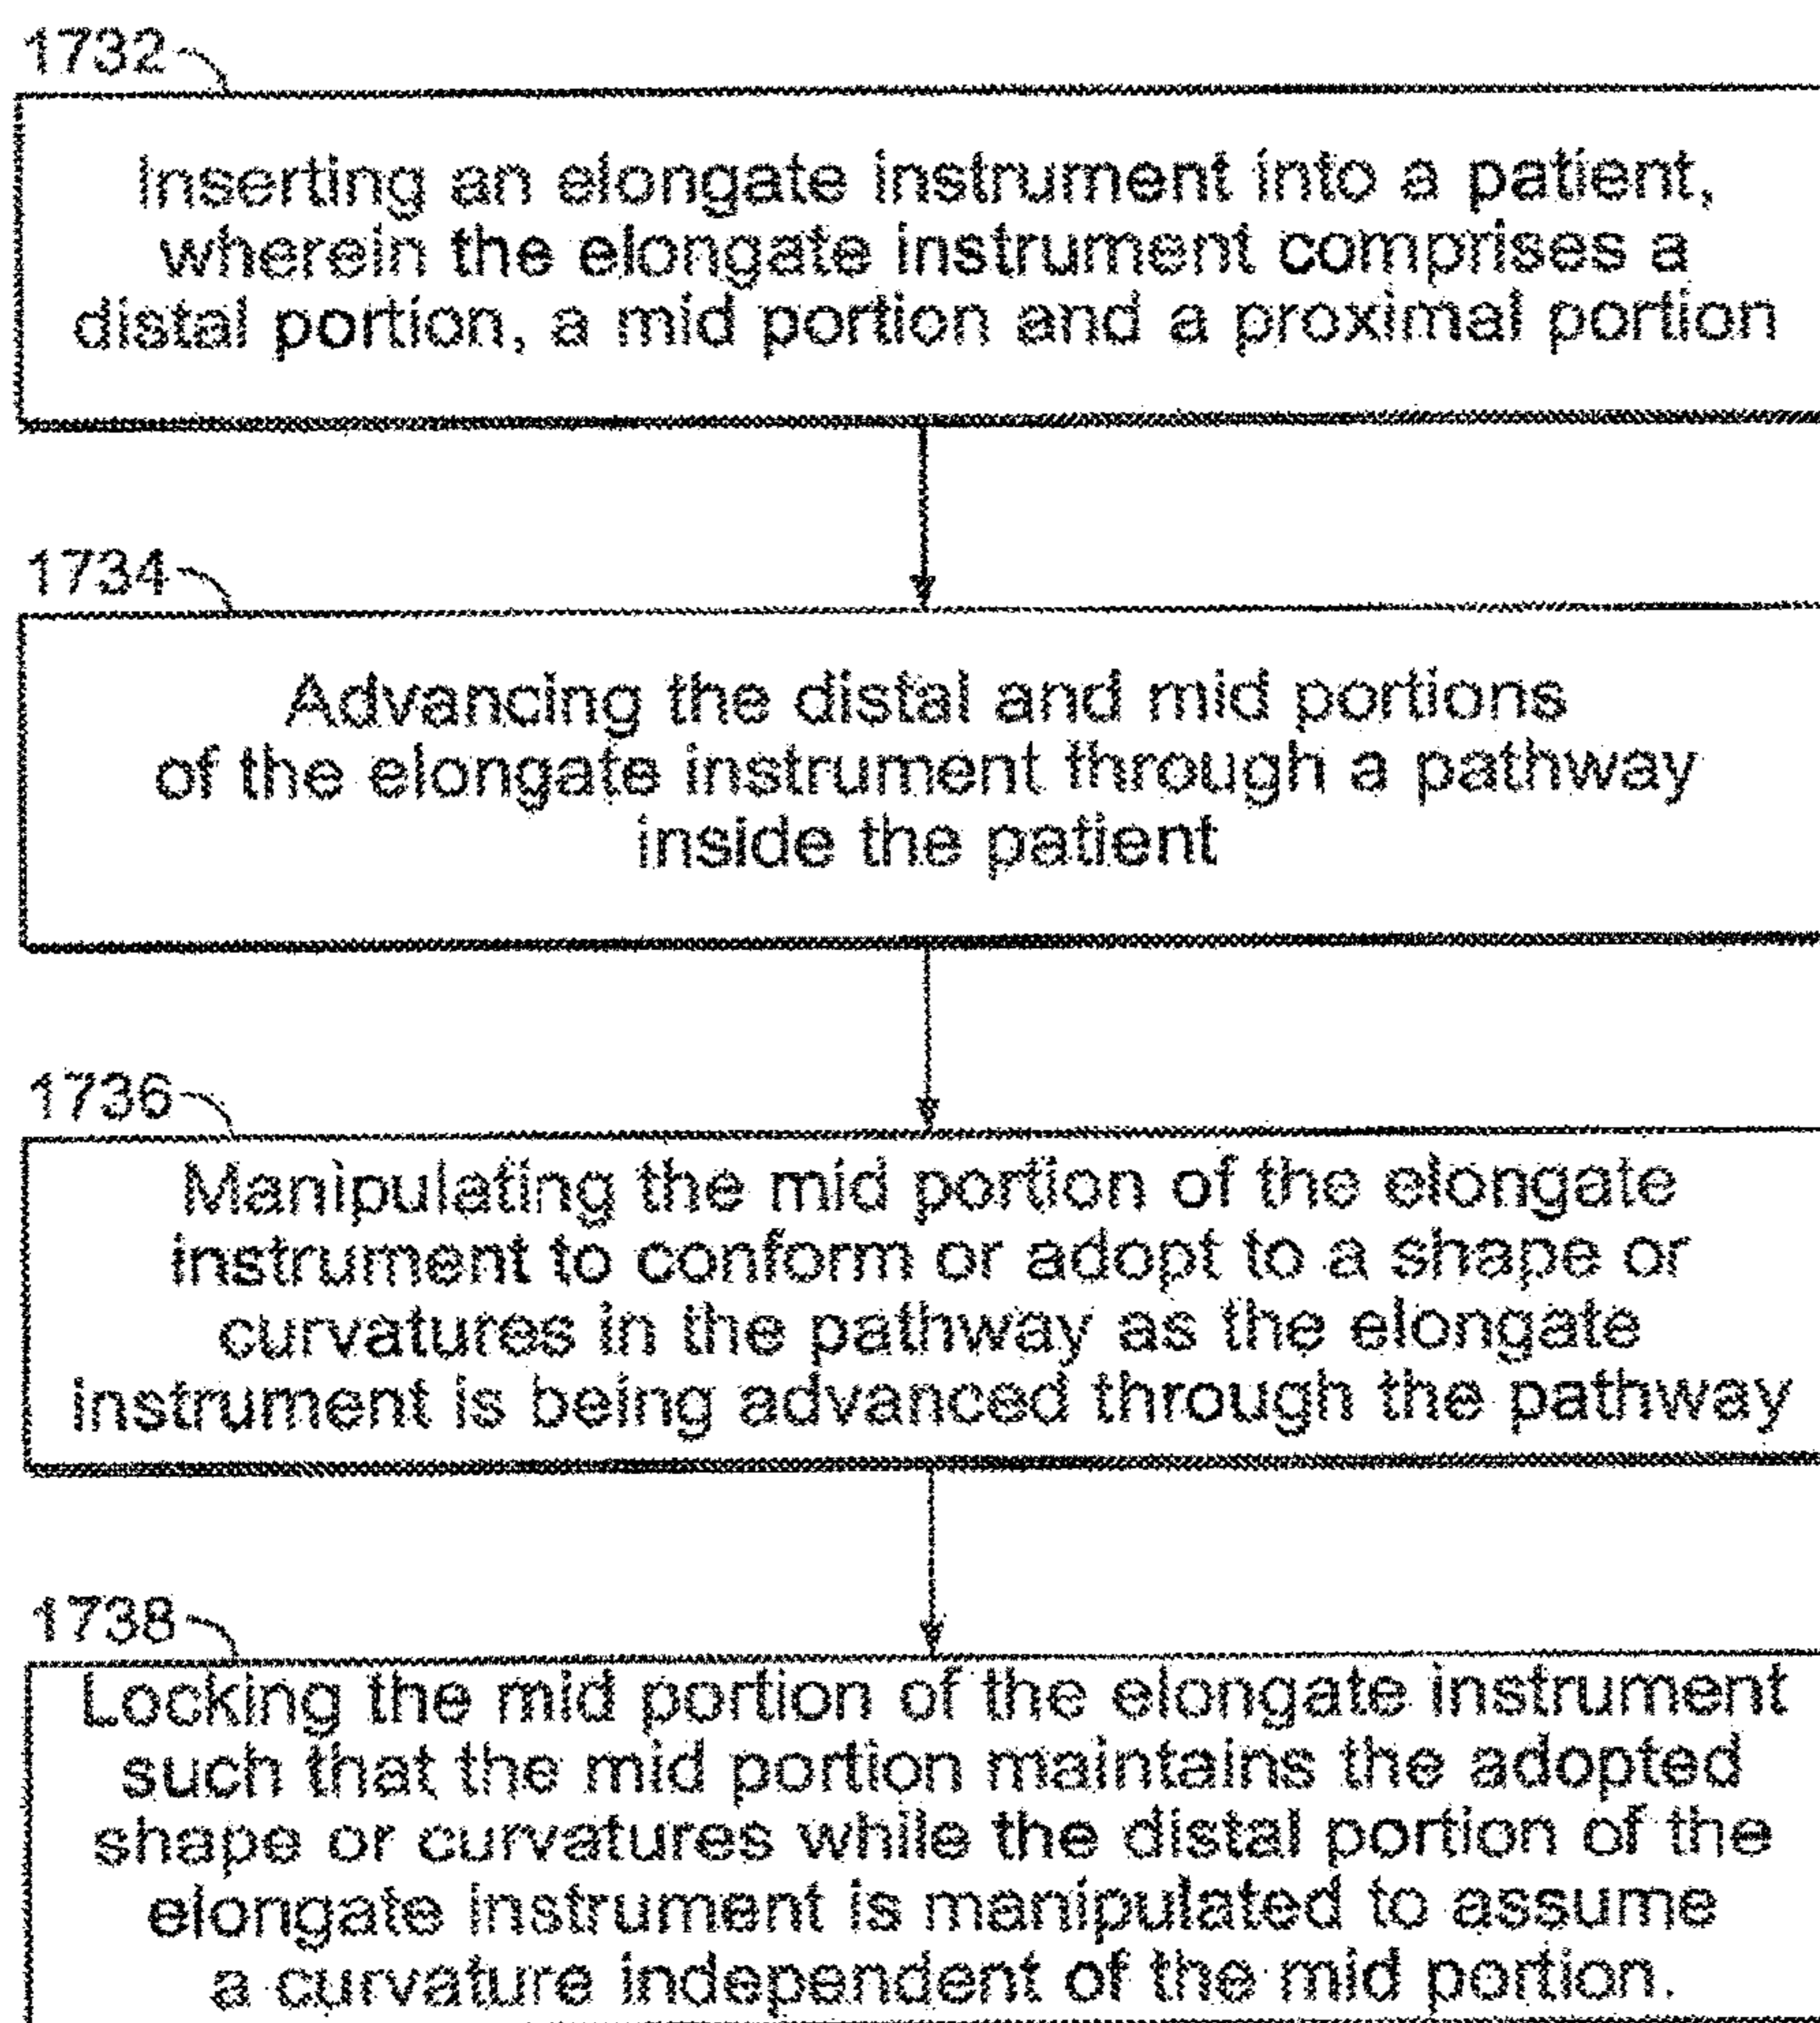 1732
Inserting an elongate instrument into a patient,
wherein the elongate instrument comprises a
distal portion, a mid portion and a proximal portion
1734
Advancing the distal and mid portions
of the elongate instrument through a pathway
inside the patient
1736
Manipulating the mid portion of the elongate
instrument to conform or adopt to a shape or
curvatures in the pathway as the elongate
instrument is being advanced through the pathway
1738
Locking the mid portion of the elongate instrument
such that the mid portion maintains the adopted
shape or curvatures while the distal portion of the
elongate instrument is manipulated to assume
a curvature independent of the mid portion.